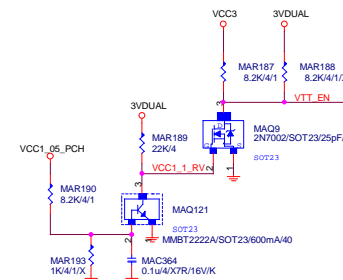 VCC3
3VDUAL
MAR187
8.2K/4/1
MAR188
8.2K/4/1/
VTT_EN
3VDUAL
3
D
G
S
MAQ9
2N7002/SOT23/25pF/
SOT23
MAR189
22K/4
2
1
VCC1_05_PCH
VCC1_1_RV
3
MAR190
8.2K/4/1
MAQ121
SOT23
MMBT2222A/SOT23/600mA/40
2
1
MAR193
1K/4/1/X
MAC364
0.1u/4/X7R/16V/K